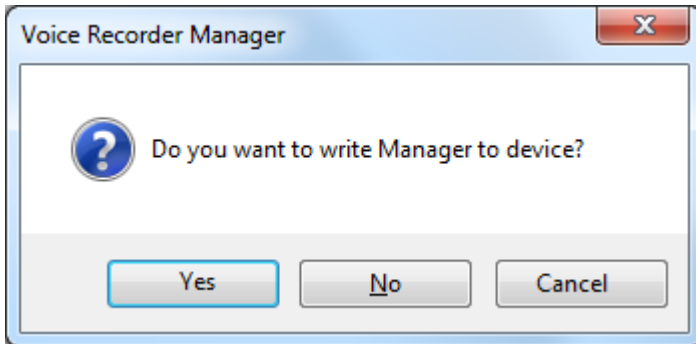 Voice Recorder Manager
Do you want to write Manager to device?
Yes
No
Cancel